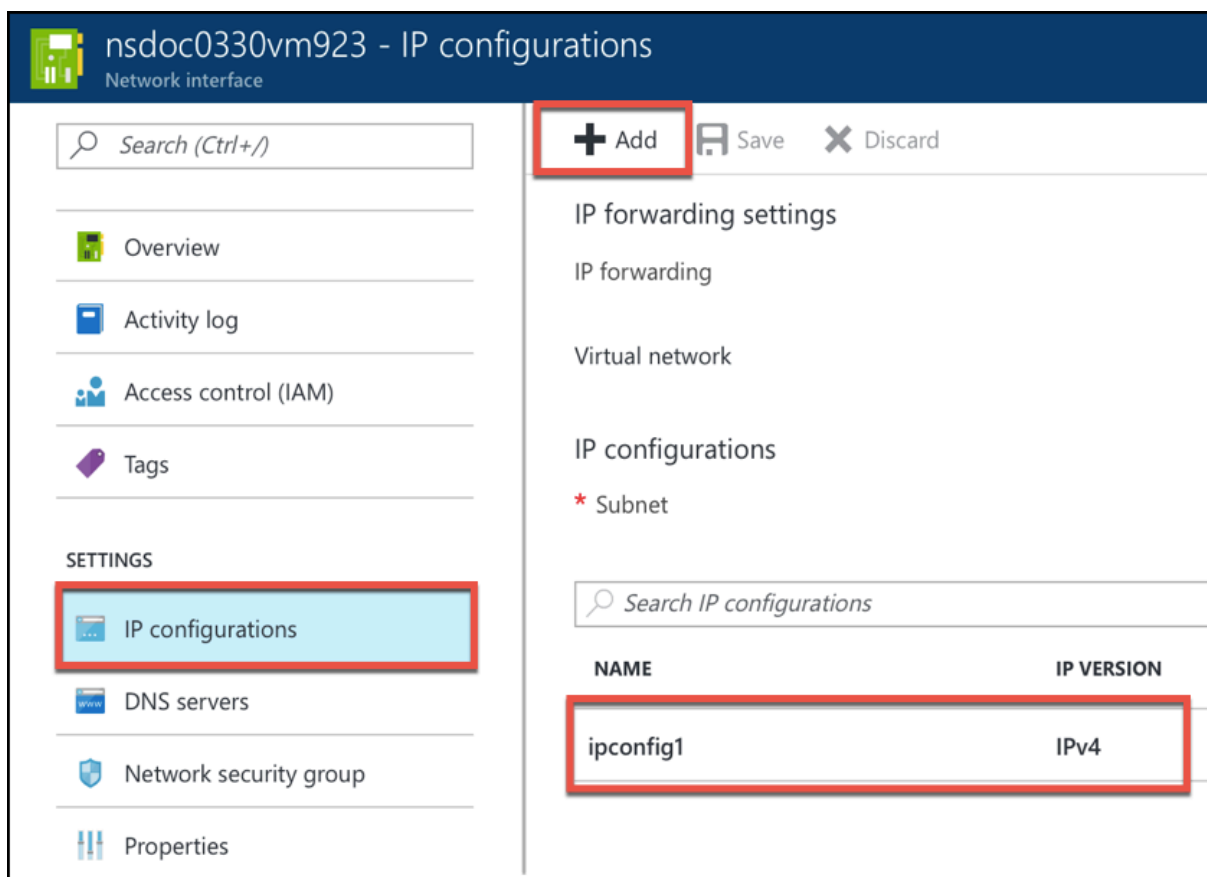 nsdoc0330vm923 - IP configurations
Network interface
Search (Ctrl+/)
Overview
Activity log
Access control (IAM)
Tags
SETTINGS
IP configurations
DNS servers
Network security group
Properties
Add Save Discard
IP forwarding settings
IP forwarding
Virtual network
IP configurations
* Subnet
Search IP configurations
NAME IP VERSION
ipconfig1 IPv4